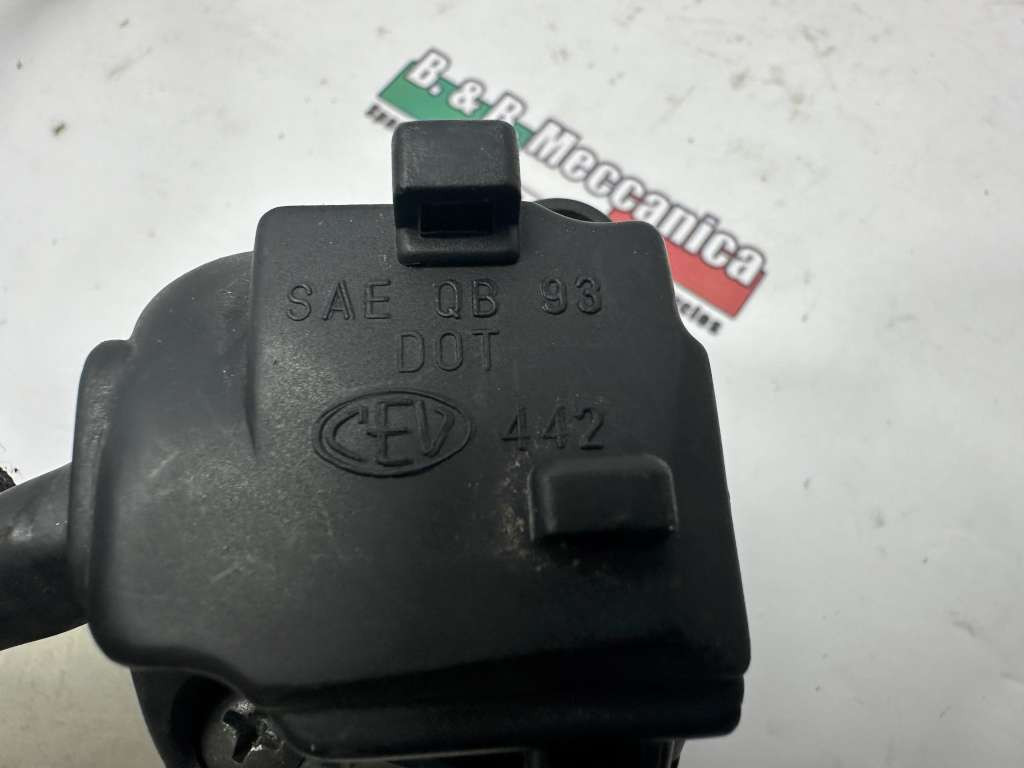 B. & B. Meccanica
SAE QB 93
DOT
CEV 442